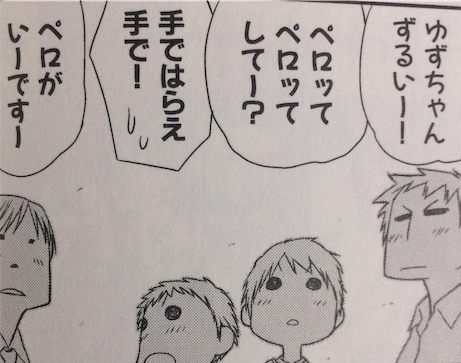 ゆずちゃん
ずるいー!
ペロッて
ペロッて
してー?
手ではらえ
手で!
ペロが
いーですー